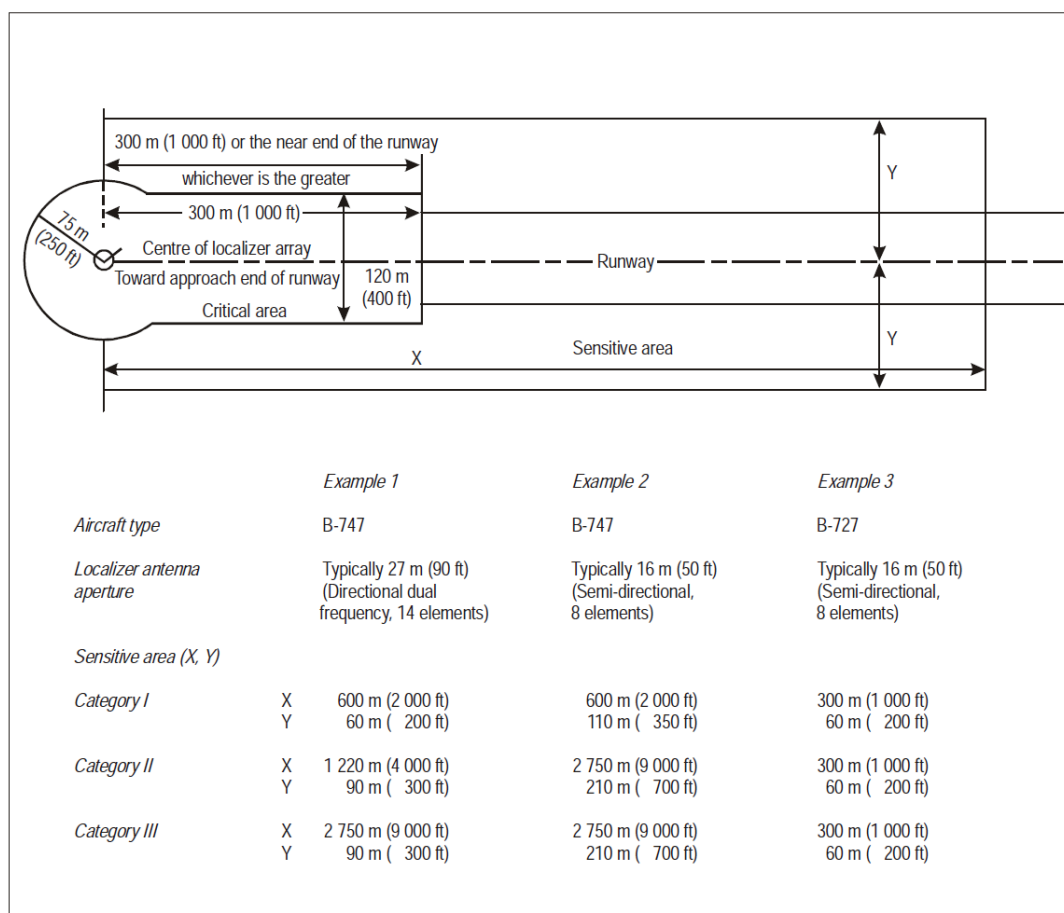 300 m (1 000 ft) or the near end of the runway
whichever is the greater
300 m (1 000 ft)
75 m
(250 ft)
Centre of localizer array
Toward approach end of runway
120 m
(400 ft)
Critical area
Runway
Y
Y
X
Sensitive area
Example 1 Example 2 Example 3
Aircraft type B-747 B-747 B-727
Localizer antenna Typically 27 m (90 ft) Typically 16 m (50 ft) Typically 16 m (50 ft)
aperture (Directional dual (Semi-directional, (Semi-directional,
frequency, 14 elements) 8 elements) 8 elements)
Sensitive area (X, Y)
Category I X 600 m (2 000 ft) 600 m (2 000 ft) 300 m (1 000 ft)
Y 60 m ( 200 ft) 110 m ( 350 ft) 60 m ( 200 ft)
Category II X 1 220 m (4 000 ft) 2 750 m (9 000 ft) 300 m (1 000 ft)
Y 90 m ( 300 ft) 210 m ( 700 ft) 60 m ( 200 ft)
Category III X 2 750 m (9 000 ft) 2 750 m (9 000 ft) 300 m (1 000 ft)
Y 90 m ( 300 ft) 210 m ( 700 ft) 60 m ( 200 ft)